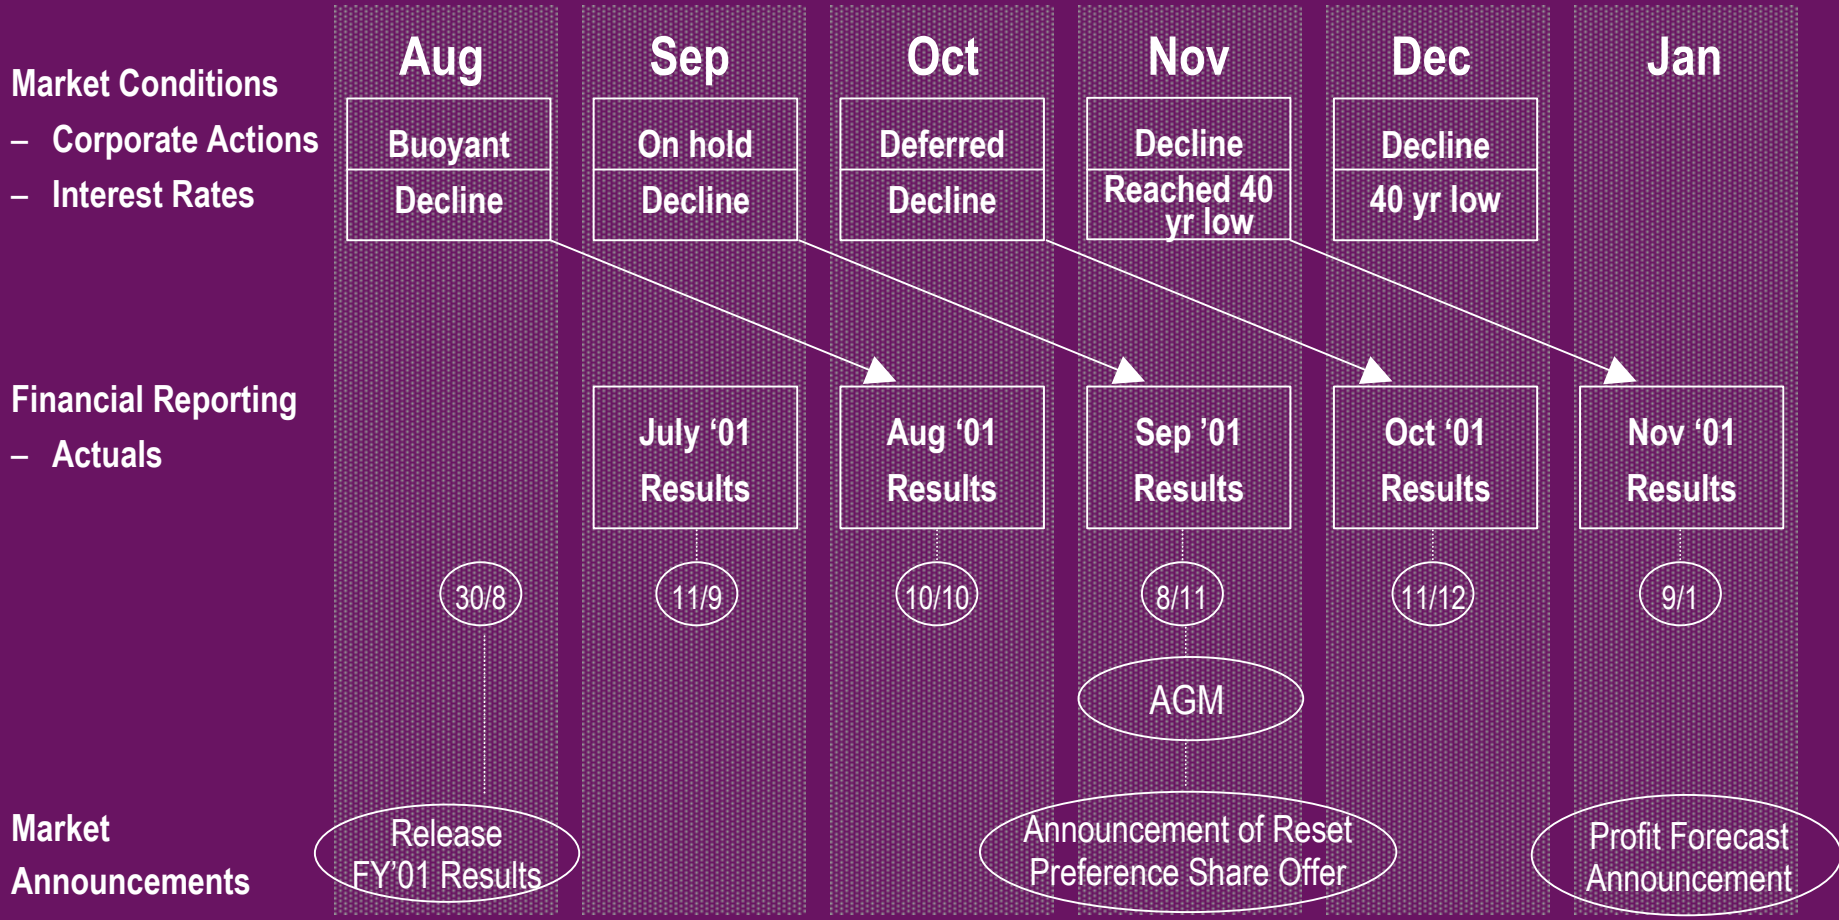 Aug Sep Oct Nov Dec Jan
Market Conditions
– Corporate Actions
Buoyant On hold Deferred Decline Decline
– Interest Rates
Decline Decline Decline Reached 40 40 yr low
yr low
Financial Reporting
– Actuals
July ‘01 Aug ‘01 Sep ’01 Oct ‘01 Nov ‘01
Results Results Results Results Results
30/8 11/9 10/10 8/11 11/12 9/1
AGM
Market
Announcements
Release
FY’01 Results
Announcement of Reset
Preference Share Offer
Profit Forecast
Announcement